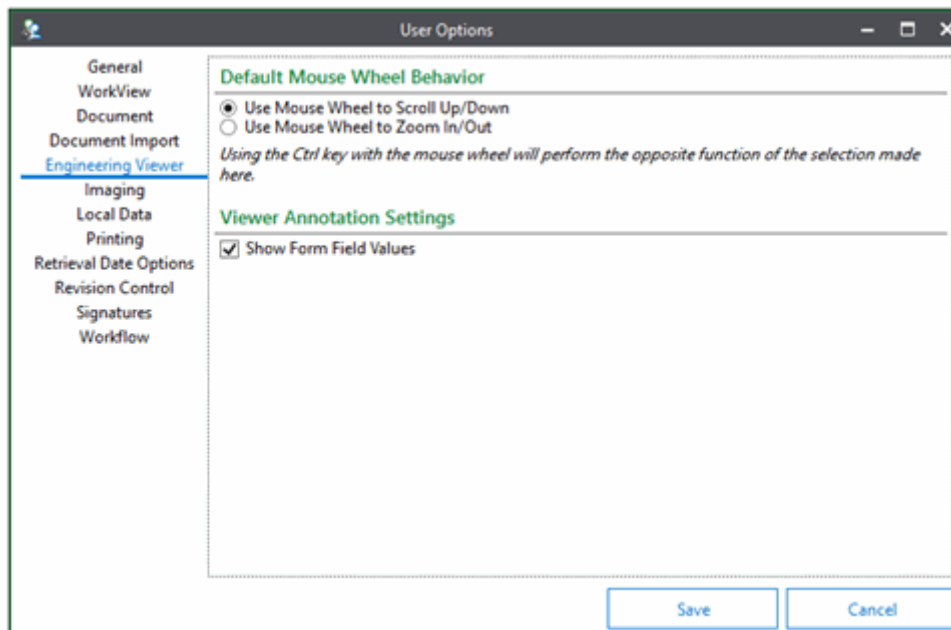 User Options
General
WorkView
Document
Document Import
Engineering Viewer
Imaging
Local Data
Printing
Retrieval Date Options
Revision Control
Signatures
Workflow
Default Mouse Wheel Behavior
Use Mouse Wheel to Scroll Up/Down
Use Mouse Wheel to Zoom In/Out
Using the Ctrl key with the mouse wheel will perform the opposite function of the selection made
here.
Viewer Annotation Settings
Show Form Field Values
Save
Cancel